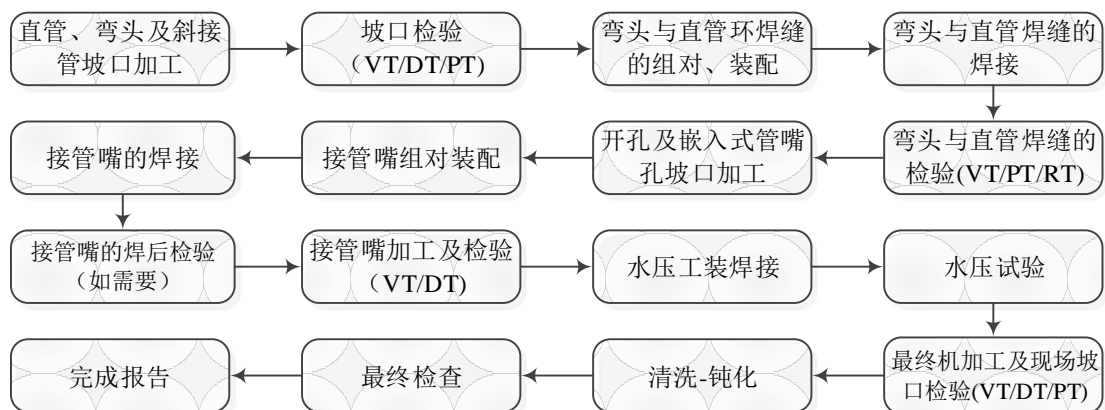 直管、弯头及斜接
管坡口加工
坡口检验
（VT/DT/PT)
弯头与直管环焊缝
的组对、装配
弯头与直管焊缝的
焊接
弯头与直管焊缝的
检验(VT/PT/RT)
开孔及嵌入式管嘴
孔坡口加工
接管嘴组对装配
接管嘴的焊接
接管嘴的焊后检验
（如需要）
接管嘴加工及检验
（VT/DT)
水压工装焊接
水压试验
最终机加工及现场坡
口检验(VT/DT/PT)
清洗-钝化
最终检查
完成报告